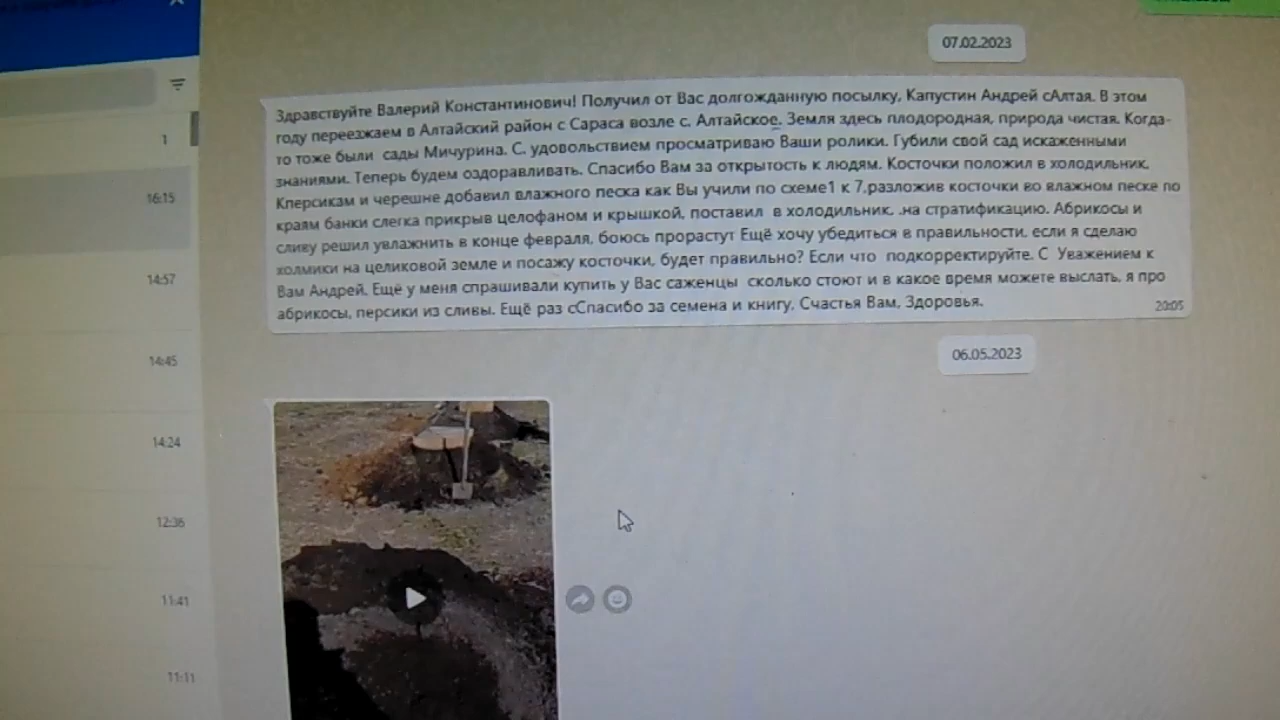 07.02.2023
Здравствуйте Валерий Константинович! Получил от Вас долгожданную посылку, Капустин Андрей сАлтая. В этом
году переезжаем в Алтайский район с Сараса возле с. Алтайское. Земля здесь плодородная, природа чистая. Когда-
то тоже были сады Мичурина. С. удовольствием просматриваю Ваши ролики. Губили свой сад искаженными
знаниями. Теперь будем оздоравливать. Спасибо Вам за открытость к людям. Косточки положил в холодильник,
Кперсикам и черешне добавил влажного песка как Вы учили по схеме1 к 7,разложив косточки во влажном песке по
краям банки слегка прикрыв целофаном и крышкой, поставил в холодильник, .на стратификацию. Абрикосы и
сливу решил увлажнить в конце февраля, боюсь прорастут Ещё хочу убедиться в правильности, если я сделаю
холмики на целиковой земле и посажу косточки, будет правильно? Если что подкорректируйте. С Уважением к
Вам Андрей. Ещё у меня спрашивали купить у Вас саженцы сколько стоют и в какое время можете выслать, я про
абрикосы, персики из сливы. Ещё раз сСпасибо за семена и книгу. Счастья Вам, Здоровья.
20:05
06.05.2023
1
16:15
14:57
14:45
14:24
12:36
11:41
11:11